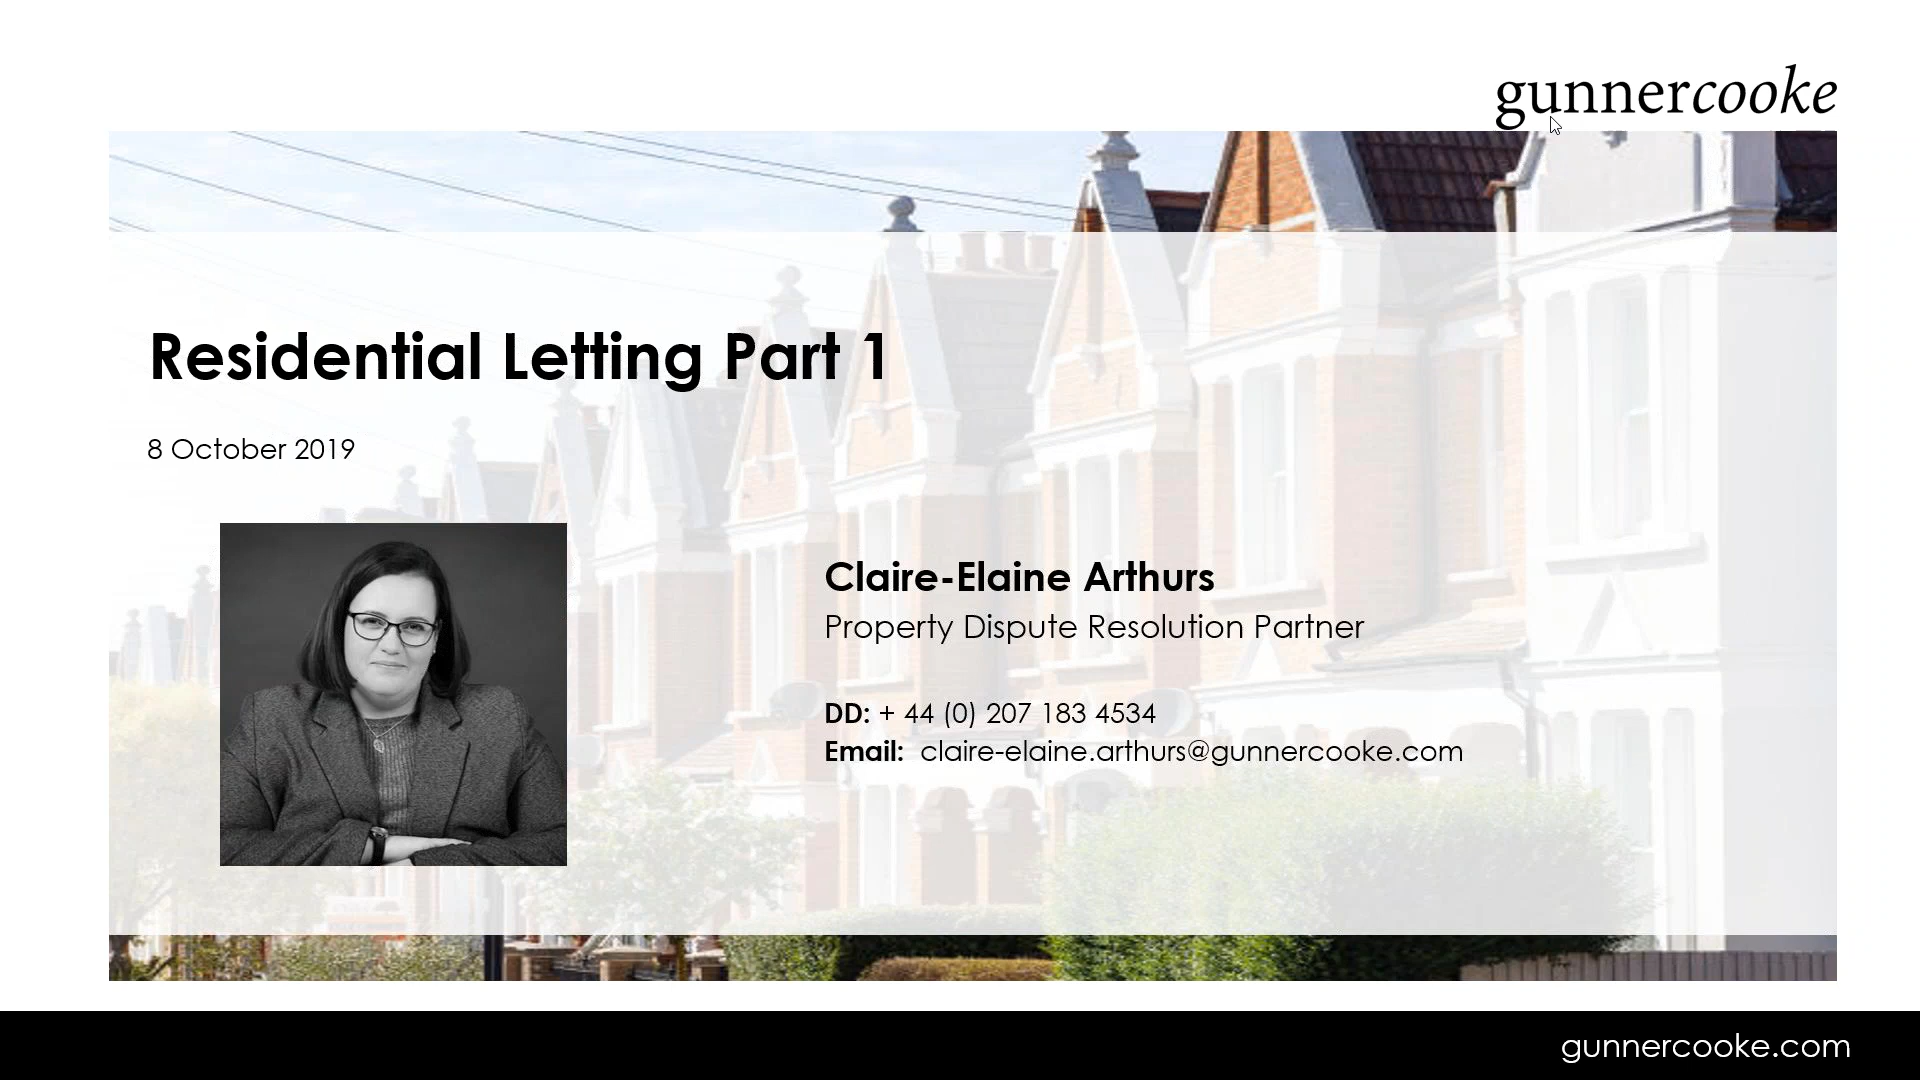 gunnercooke
Residential Letting Part 1
8 October 2019
Claire-Elaine Arthurs
Property Dispute Resolution Partner
DD: + 44 (0) 207 183 4534
Email: claire-elaine.arthurs@gunnercooke.com
gunnercooke.com